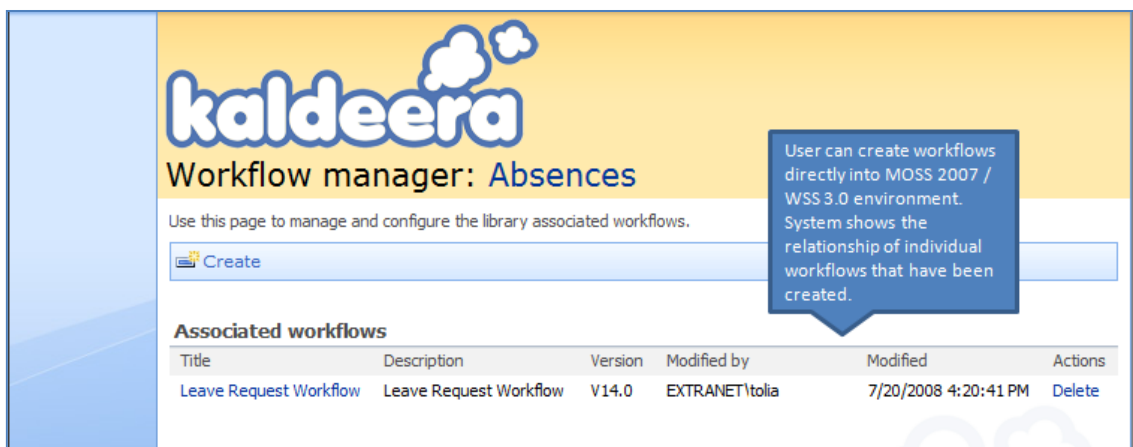 kaldeera
Workflow manager: Absences
Use this page to manage and configure the library associated workflows.
Create
User can create workflows
directly into MOSS 2007 /
WSS 3.0 environment.
System shows the
relationship of individual
workflows that have been
created.
Associated workflows
Title Description Version Modified by Modified Actions
Leave Request Workflow Leave Request Workflow V14.0 EXTRANET\tolia 7/20/2008 4:20:41 PM Delete